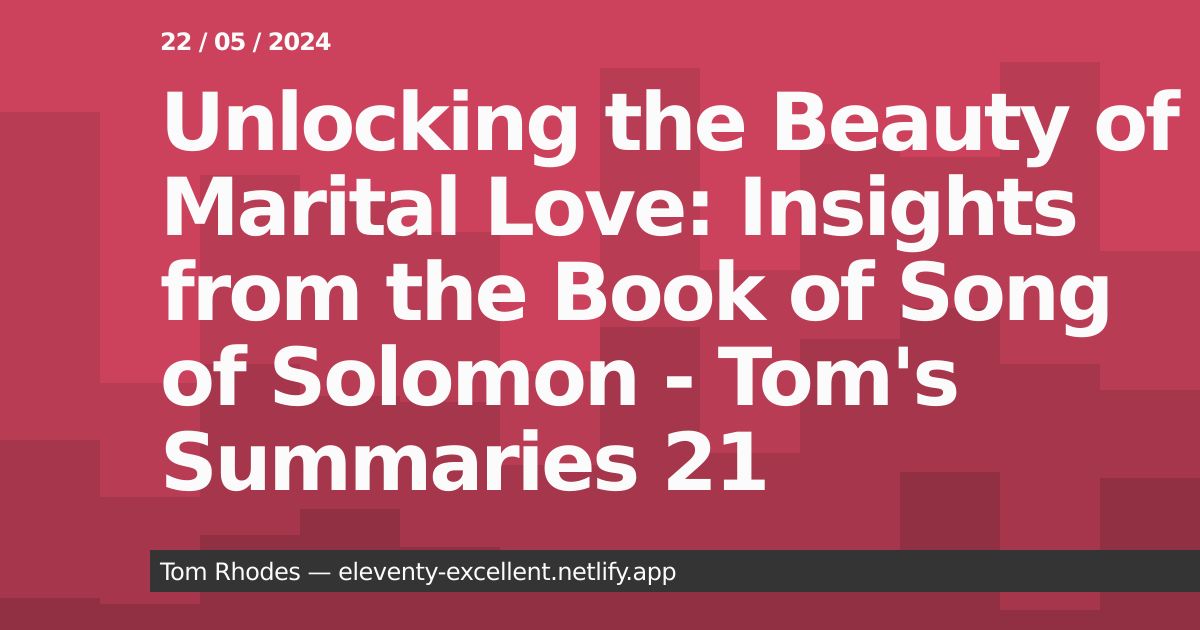 22 / 05 / 2024
Unlocking the Beauty of
Marital Love: Insights
from the Book of Song
of Solomon - Tom's
Summaries 21
Tom Rhodes — eleventy-excellent.netlify.app